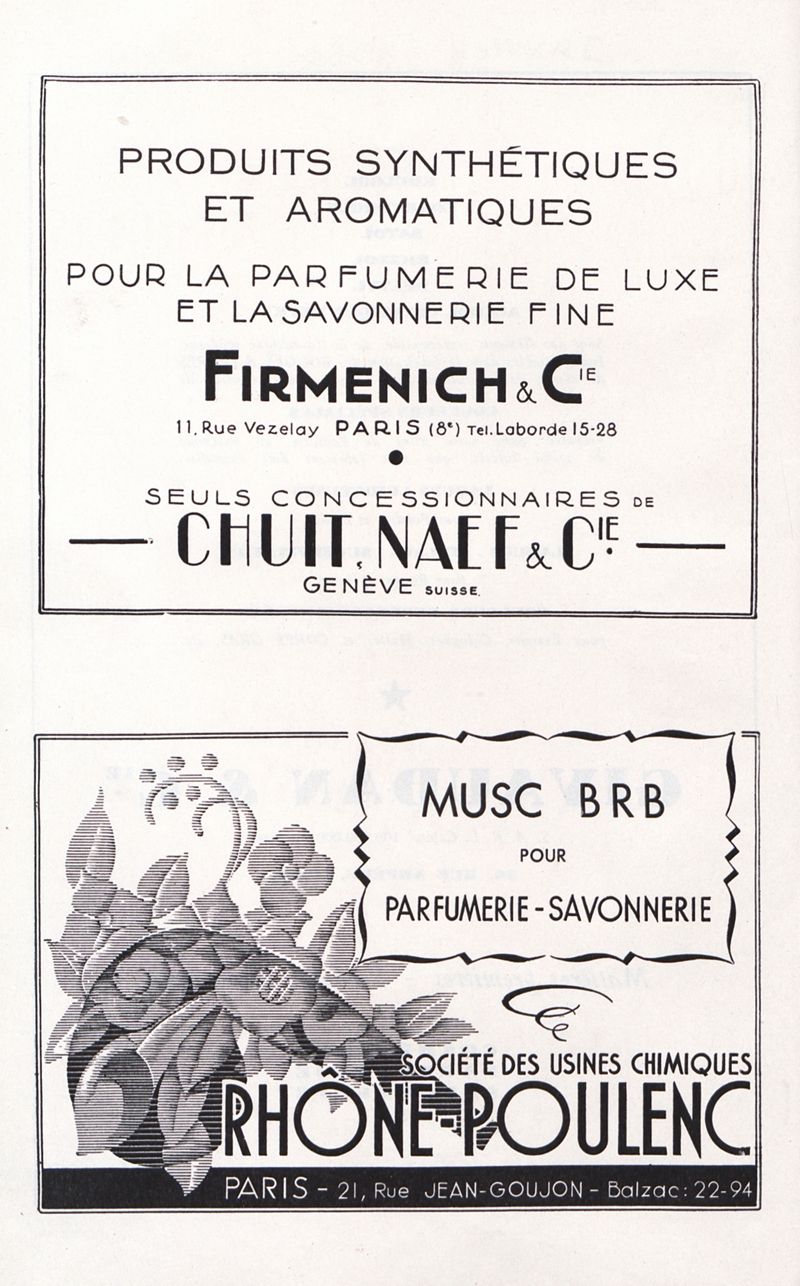 PRODUITS SYNTHÉTIQUES
ET AROMATIQUES
POUR LA PARFUMERIE DE LUXE
ET LA SAVONNERIE FINE
FIRMENICH & CIE
11, Rue Vezelay PARIS (8e) Tel. Laborde 15-28
SEULS CONCESSIONNAIRES DE
CHUIT, NAEF & CIE.
GENÈVE SUISSE.
MUSC BRB
POUR
PARFUMERIE - SAVONNERIE
SOCIÉTÉ DES USINES CHIMIQUES
RHÔNE-POULENC
PARIS - 21, Rue JEAN-GOUJON - Balzac: 22-94